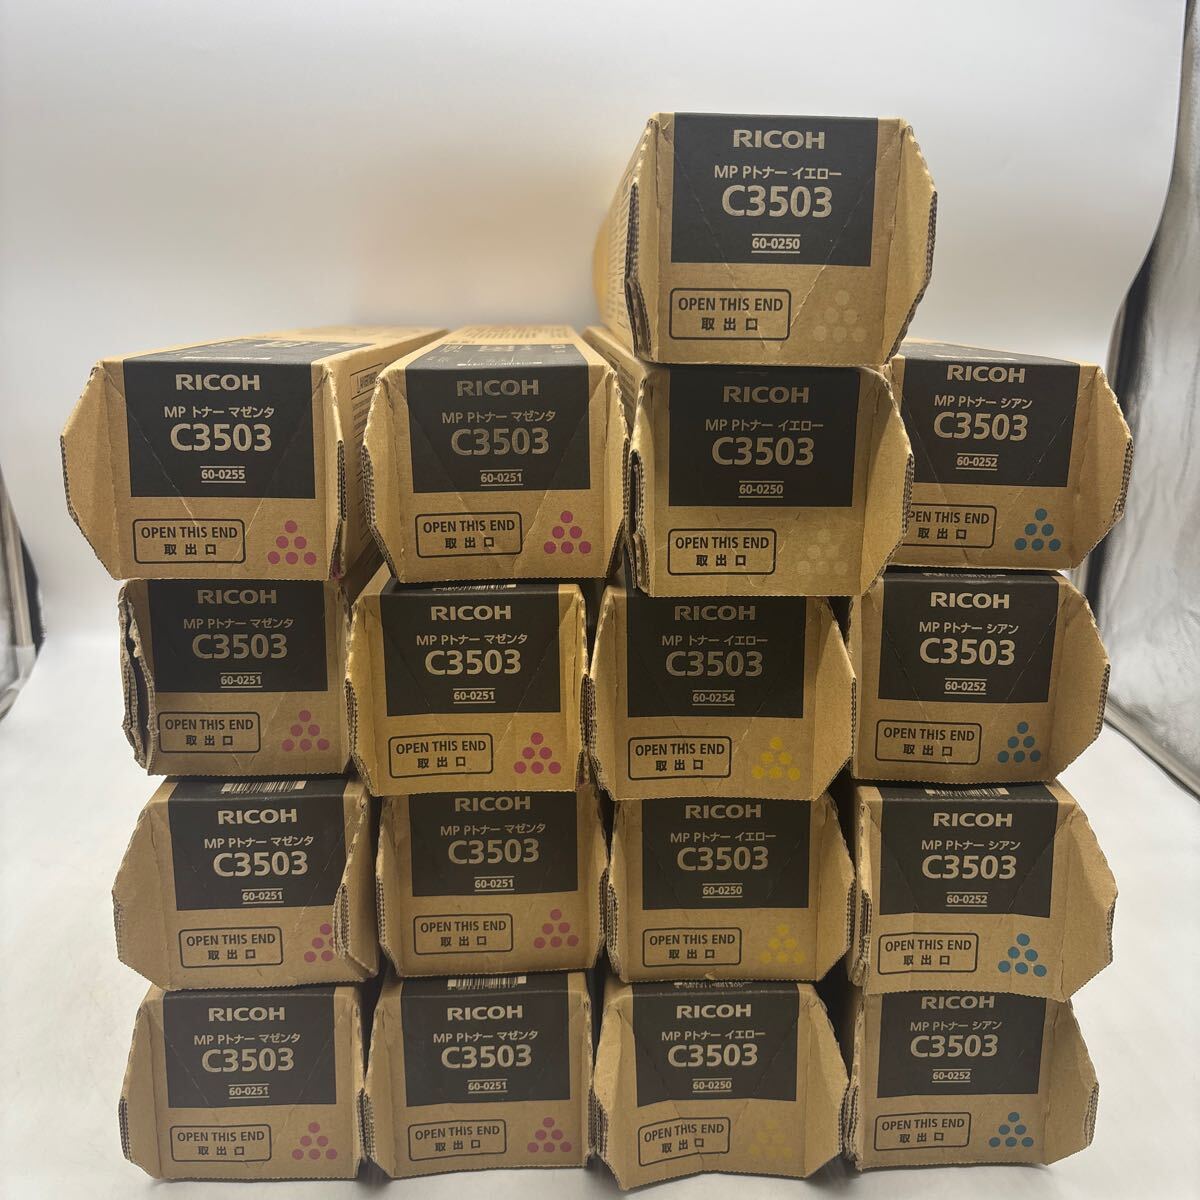 RICOH
MP Pトナー イエロー
C3503
60-0250
OPEN THIS END
取出口
RICOH
MP トナー マゼンタ
C3503
60-0255
OPEN THIS END
取出口
RICOH
MP Pトナー マゼンタ
C3503
60-0251
OPEN THIS END
取出口
RICOH
MP Pトナー イエロー
C3503
60-0250
OPEN THIS END
取出口
RICOH
MP Pトナー シアン
C3503
60-0252
OPEN THIS END
取出口
RICOH
MP Pトナー マゼンタ
C3503
60-0251
OPEN THIS END
取出口
RICOH
MP Pトナー マゼンタ
C3503
60-0251
OPEN THIS END
取出口
RICOH
MP トナー イエロー
C3503
60-0254
OPEN THIS END
取出口
RICOH
MP Pトナー シアン
C3503
60-0252
OPEN THIS END
取出口
RICOH
MP Pトナー マゼンタ
C3503
60-0251
OPEN THIS END
取出口
RICOH
MP Pトナー マゼンタ
C3503
60-0251
OPEN THIS END
取出口
RICOH
MP Pトナー イエロー
C3503
60-0250
OPEN THIS END
取出口
RICOH
MP Pトナー シアン
C3503
60-0252
OPEN THIS END
取出口
RICOH
MP Pトナー マゼンタ
C3503
60-0251
OPEN THIS END
取出口
RICOH
MP Pトナー マゼンタ
C3503
60-0251
OPEN THIS END
取出口
RICOH
MP Pトナー イエロー
C3503
60-0250
OPEN THIS END
取出口
RICOH
MP Pトナー シアン
C3503
60-0252
OPEN THIS END
取出口